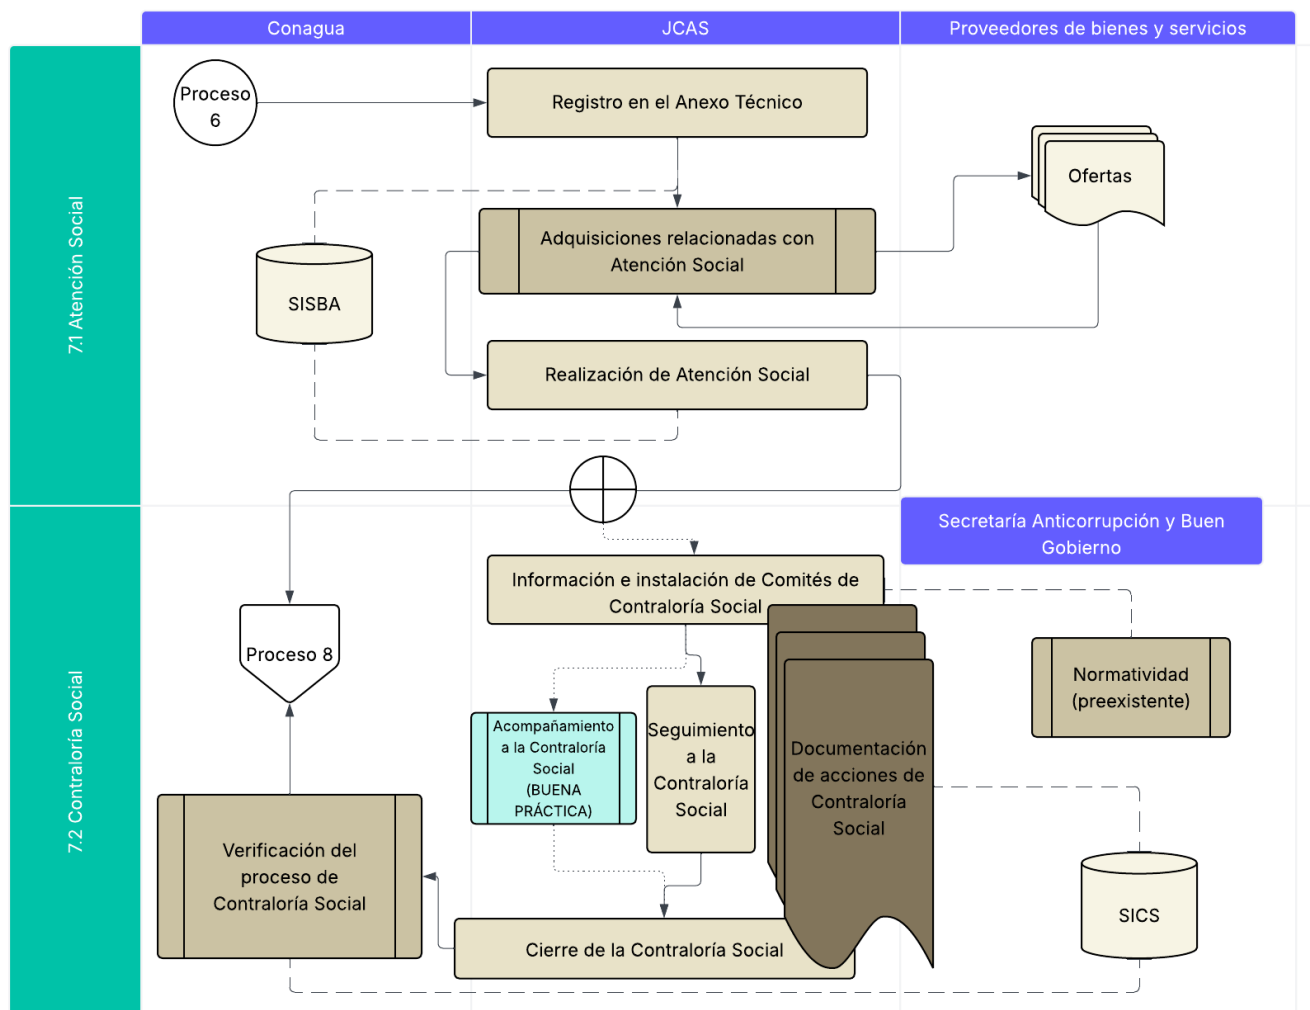 Conagua
JCAS
Proveedores de bienes y servicios
7.1 Atención Social
Proceso
6
Registro en el Anexo Técnico
Ofertas
Adquisiciones relacionadas con
Atención Social
SISBA
Realización de Atención Social
Secretaría Anticorrupción y Buen
Gobierno
7.2 Contraloría Social
Información e instalación de Comités de
Contraloría Social
Proceso 8
Normatividad
(preexistente)
Acompañamiento
a la Contraloría
Social
(BUENA
PRÁCTICA)
Seguimiento
a la
Contraloría
Social
Documentación
de acciones de
Contraloría
Social
Verificación del
proceso de
Contraloría Social
SICS
Cierre de la Contraloría Social